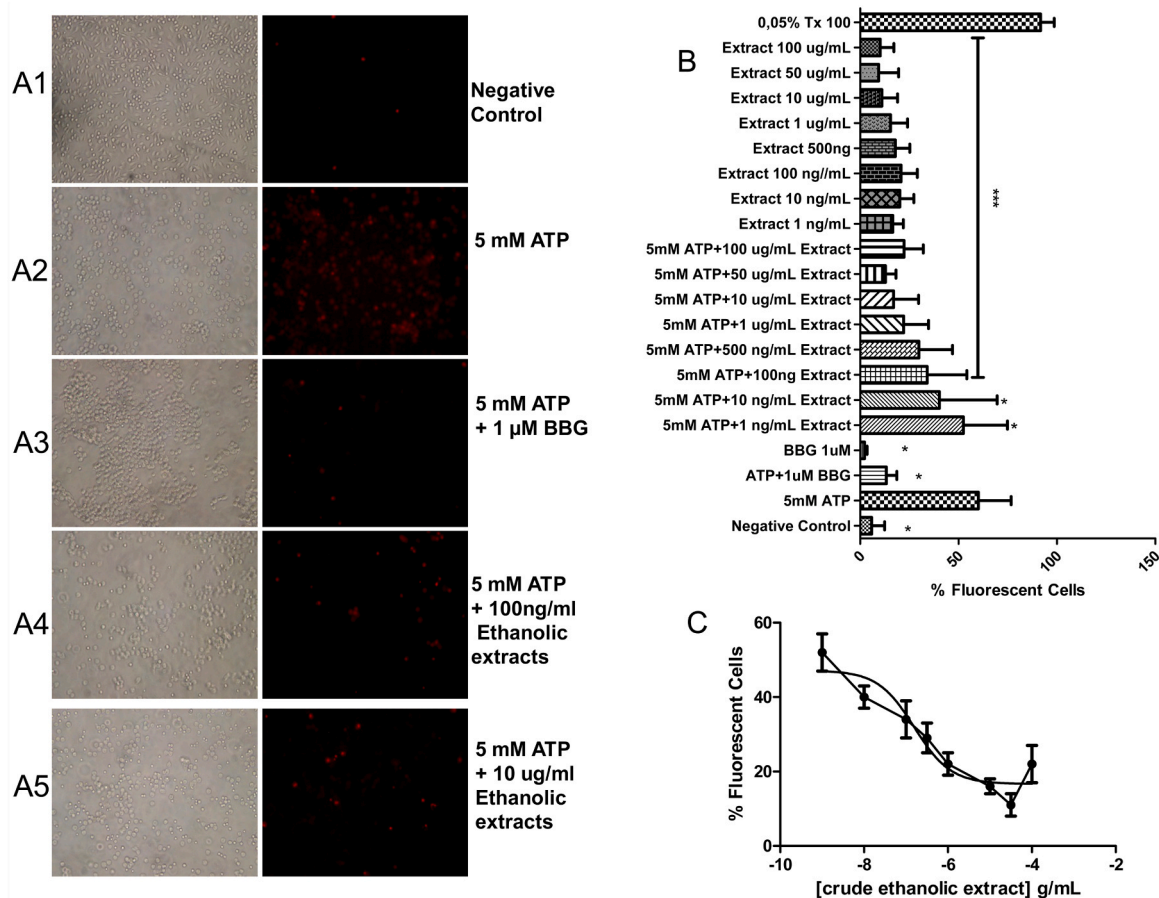 A1
Negative
Control
A2
5 mM ATP
A3
5 mM ATP
+ 1 µM BBG
A4
5 mM ATP
+ 100ng/ml
Ethanolic
extracts
A5
5 mM ATP
+ 10 ug/ml
Ethanolic
extracts
B
0,05% Tx 100
Extract 100 ug/mL
Extract 50 ug/mL
Extract 10 ug/mL
Extract 1 ug/mL
Extract 500ng
Extract 100 ng//mL
Extract 10 ng/mL
Extract 1 ng/mL
5mM ATP+100 ug/mL Extract
5mM ATP+50 ug/mL Extract
5mM ATP+10 ug/mL Extract
5mM ATP+1 ug/mL Extract
5mM ATP+500 ng/mL Extract
5mM ATP+100ng Extract
5mM ATP+10 ng/mL Extract *
5mM ATP+1 ng/mL Extract *
BBG 1uM *
ATP+1uM BBG *
5mM ATP
Negative Control *
***
0 50 100 150
% Fluorescent Cells
C
60
40
20
0
% Fluorescent Cells
-10 -8 -6 -4 -2
[crude ethanolic extract] g/mL